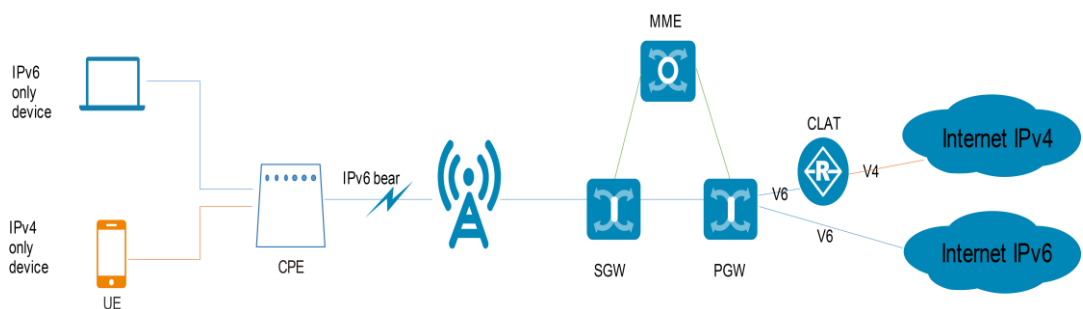 MME
IPv6
only
device
CLAT
Internet IPv4
IPv6 bear
R
V4
V6
IPv4
only
device
V6
Internet IPv6
CPE
SGW
PGW
UE